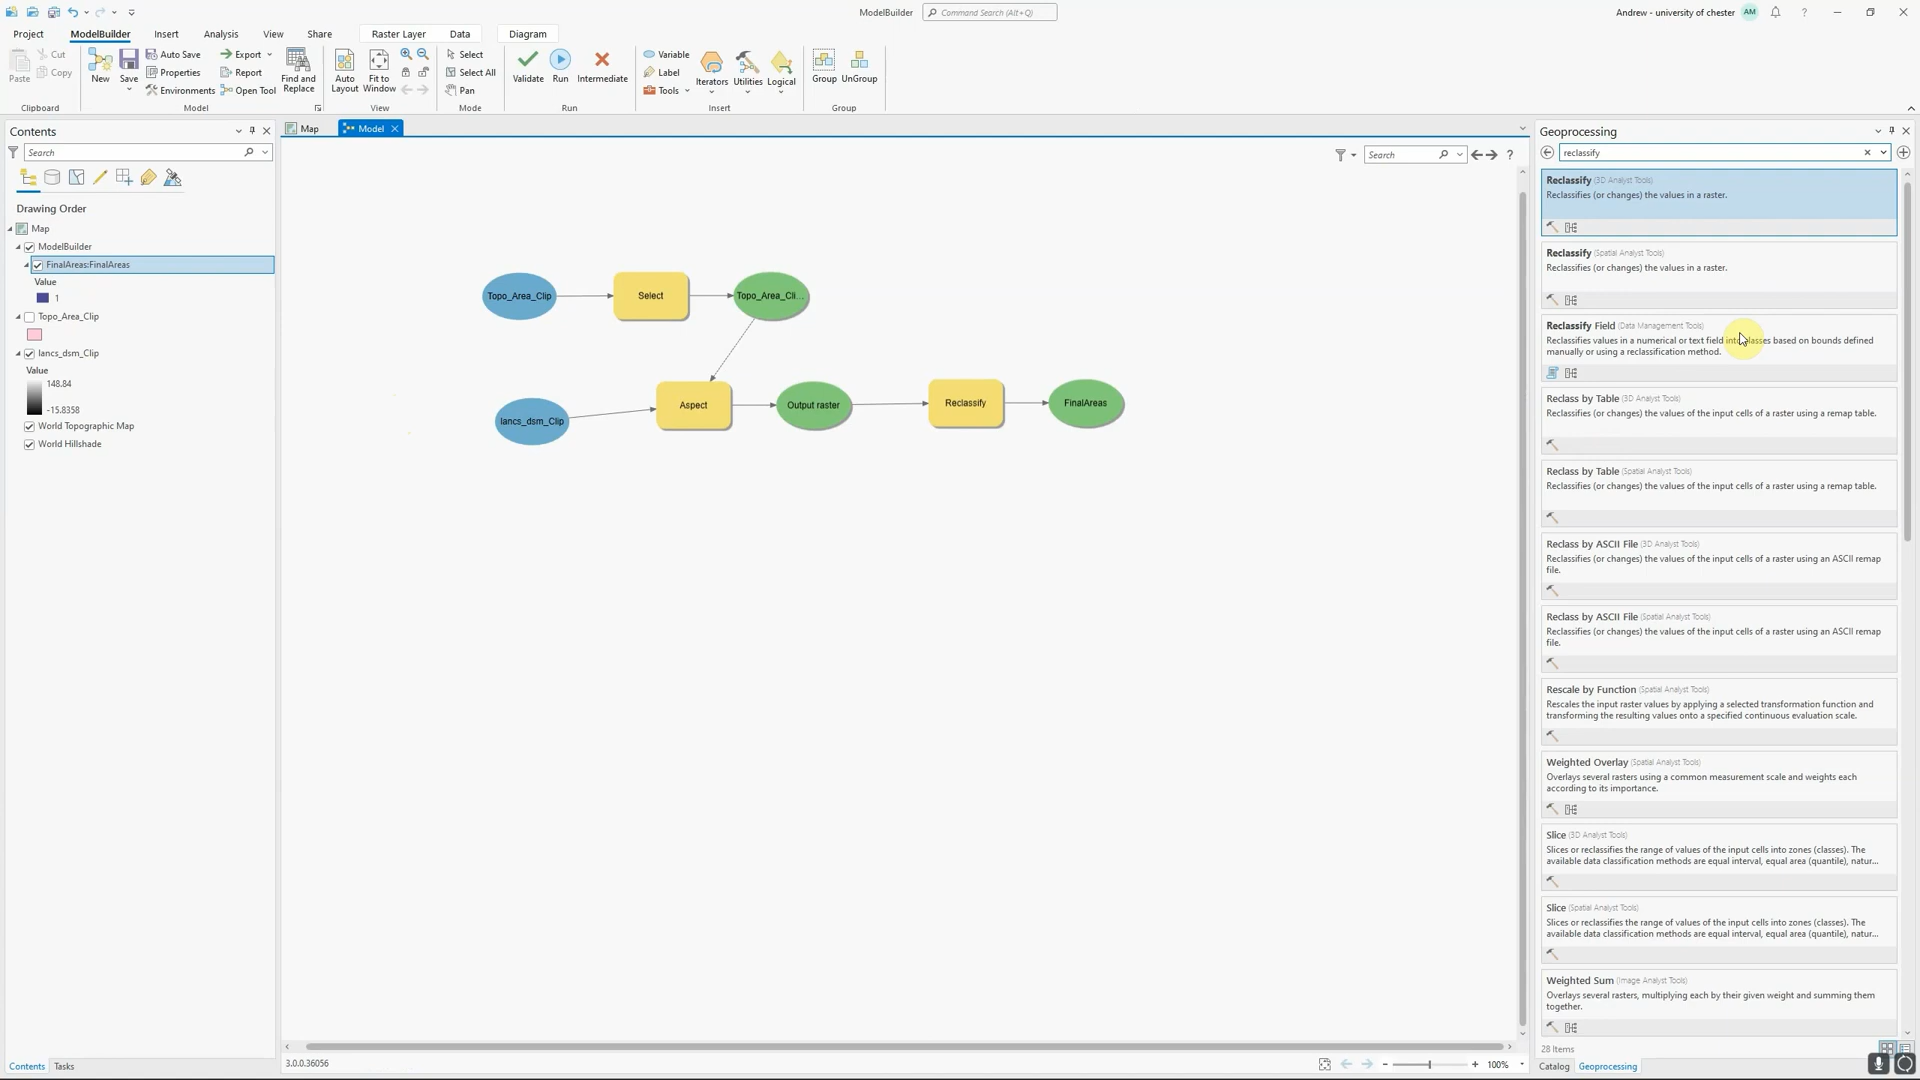 ModelBuilder
Command Search (Alt+Q)
Andrew - university of chester
AM
?
Project
ModelBuilder
Insert
Analysis
View
Share
Raster Layer
Data
Diagram
Paste
Cut
Copy
Clipboard
New
Save
Auto Save
Properties
Environments
Export
Report
Open Tool
Find and
Replace
Model
Auto
Layout
Fit to
Window
View
Select
Select All
Pan
Mode
Validate
Run
Intermediate
Run
Variable
Label
Tools
Iterators
Utilities
Logical
Insert
Group
UnGroup
Group
Contents
Search
Drawing Order
Map
ModelBuilder
FinalAreas:FinalAreas
Value
1
Topo_Area_Clip
lancs_dsm_Clip
Value
148.84
-15.8358
World Topographic Map
World Hillshade
Contents
Tasks
Map
Model
Search
?
Topo_Area_Clip
Select
Topo_Area_Cli...
lancs_dsm_Clip
Aspect
Output raster
Reclassify
FinalAreas
3.0.0.36056
100%
Geoprocessing
reclassify
Reclassify (3D Analyst Tools)
Reclassifies (or changes) the values in a raster.
Reclassify (Spatial Analyst Tools)
Reclassifies (or changes) the values in a raster.
Reclassify Field (Data Management Tools)
Reclassifies values in a numerical or text field into classes based on bounds defined
manually or using a reclassification method.
Reclass by Table (3D Analyst Tools)
Reclassifies (or changes) the values of the input cells of a raster using a remap table.
Reclass by Table (Spatial Analyst Tools)
Reclassifies (or changes) the values of the input cells of a raster using a remap table.
Reclass by ASCII File (3D Analyst Tools)
Reclassifies (or changes) the values of the input cells of a raster using an ASCII remap
file.
Reclass by ASCII File (Spatial Analyst Tools)
Reclassifies (or changes) the values of the input cells of a raster using an ASCII remap
file.
Rescale by Function (Spatial Analyst Tools)
Rescales the input raster values by applying a selected transformation function and
transforming the resulting values onto a specified continuous evaluation scale.
Weighted Overlay (Spatial Analyst Tools)
Overlays several rasters using a common measurement scale and weights each
according to its importance.
Slice (3D Analyst Tools)
Slices or reclassifies the range of values of the input cells into zones (classes). The
available data classification methods are equal interval, equal area (quantile), natur...
Slice (Spatial Analyst Tools)
Slices or reclassifies the range of values of the input cells into zones (classes). The
available data classification methods are equal interval, equal area (quantile), natur...
Weighted Sum (Image Analyst Tools)
Overlays several rasters, multiplying each by their given weight and summing them
together.
28 Items
Catalog
Geoprocessing